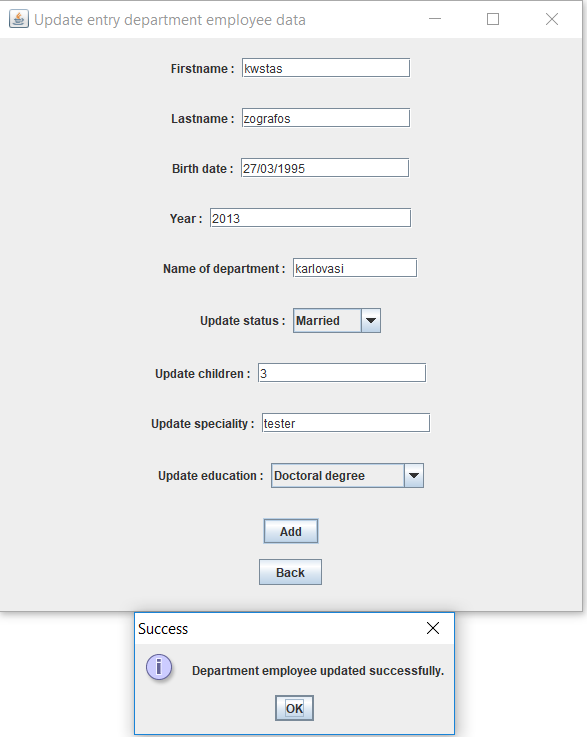 Update entry department employee data
Firstname : kwstas
Lastname : zografos
Birth date : 27/03/1995
Year : 2013
Name of department : karlovasi
Update status : Married
Update children : 3
Update speciality : tester
Update education : Doctoral degree
Add
Back
Success
Department employee updated successfully.
OK